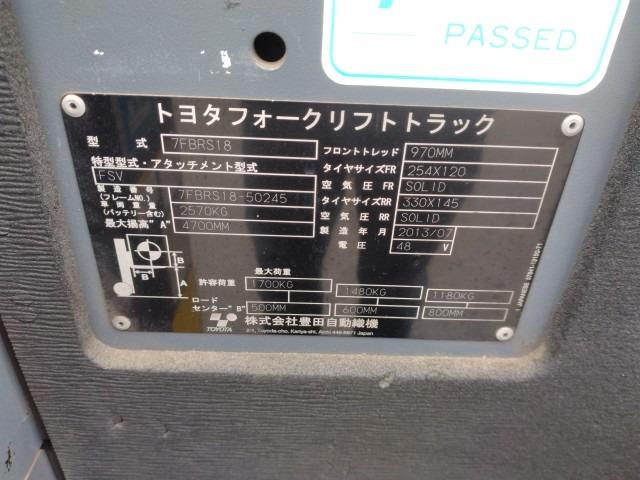 PASSED
トヨタフォークリフトトラック
型式 7FBRS18
特型型式・アタッチメント型式
FSV
製造番号
(フレームNO.) 7FBRS18-50245
車両重量
(バッテリー含む) 2570KG
最大揚高"A" 4700MM
フロントトレッド 970MM
タイヤサイズFR 254X120
空気圧FR SOLID
タイヤサイズRR 330X145
空気圧RR SOLID
製造年月 2013/07
電圧 48 V
B
B
A
最大荷重
許容荷重 1700KG 1480KG 1180KG
ロード
センター"B" 500MM 600MM 800MM
TOYOTA 株式会社豊田自動織機